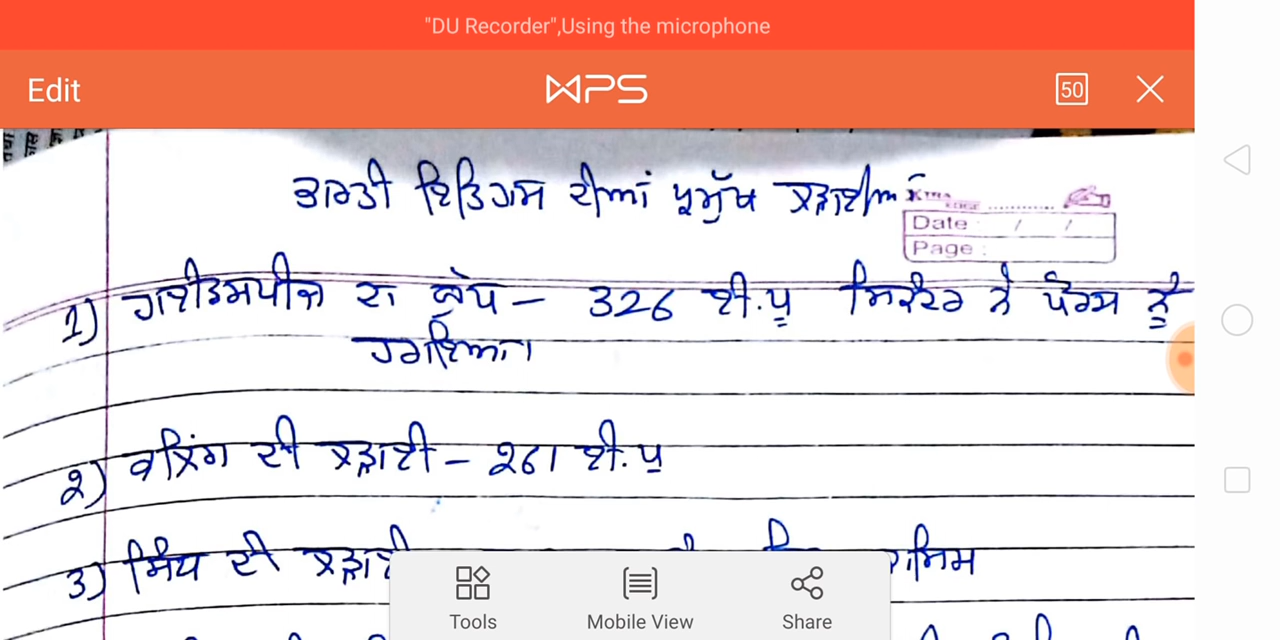 "DU Recorder",Using the microphone
Edit
WPS
50
ਭਾਰਤੀ ਇਤਿਹਾਸ ਦੀਆਂ ਪ੍ਰਮੁੱਖ ਲੜਾਈਆਂ
Date : / /
Page :
1) ਹਾਈਡਸਪੀਜ ਦਾ ਯੁੱਧ – 326 ਈ.ਪੂ ਸਿਕੰਦਰ ਨੇ ਪੋਰਸ ਨੂੰ
ਹਰਾਇਆ।
2) ਕਲਿੰਗ ਦੀ ਲੜਾਈ – 261 ਈ.ਪੂ
3) ਸਿੰਧ ਦੀ ਲੜਾਈ
Tools
Mobile View
Share